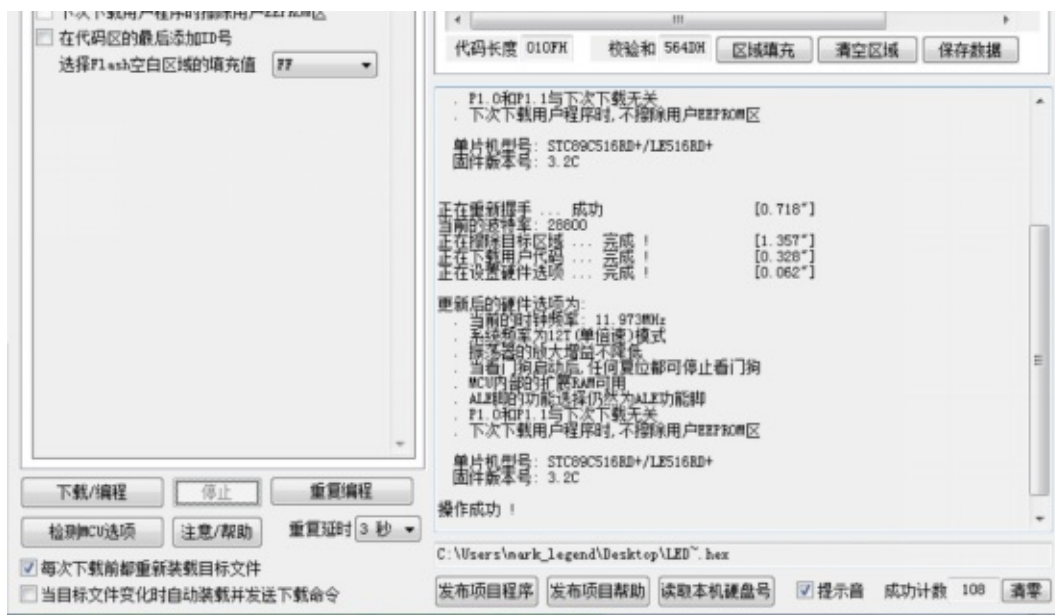 下次下载用户程序时擦除用户EEPROM区
在代码区的最后添加ID号
选择Flash空白区域的填充值 FF
下载/编程 停止 重复编程
检测MCU选项 注意/帮助 重复延时 3 秒
每次下载前都重新装载目标文件
当目标文件变化时自动装载并发送下载命令
代码长度 010FH 校验和 564DH 区域填充 清空区域 保存数据
. P1.0和P1.1与下次下载无关
. 下次下载用户程序时,不擦除用户EEPROM区
单片机型号: STC89C516RD+/LE516RD+
固件版本号: 3.2C
正在重新握手 ... 成功 [0.718"]
当前的波特率: 28800
正在擦除目标区域 ... 完成 ! [1.357"]
正在下载用户代码 ... 完成 ! [0.328"]
正在设置硬件选项 ... 完成 ! [0.062"]
更新后的硬件选项为:
. 当前的时钟频率: 11.973MHz
. 系统频率为12T(单倍速)模式
. 振荡器的放大增益不降低
. 当看门狗启动后,任何复位都可停止看门狗
. MCU内部的扩展RAM可用
. ALE脚的功能选择仍然为ALE功能脚
. P1.0和P1.1与下次下载无关
. 下次下载用户程序时,不擦除用户EEPROM区
单片机型号: STC89C516RD+/LE516RD+
固件版本号: 3.2C
操作成功 !
C:\Users\mark_legend\Desktop\LED~.hex
发布项目程序 发布项目帮助 读取本机硬盘号 提示音 成功计数 108 清零